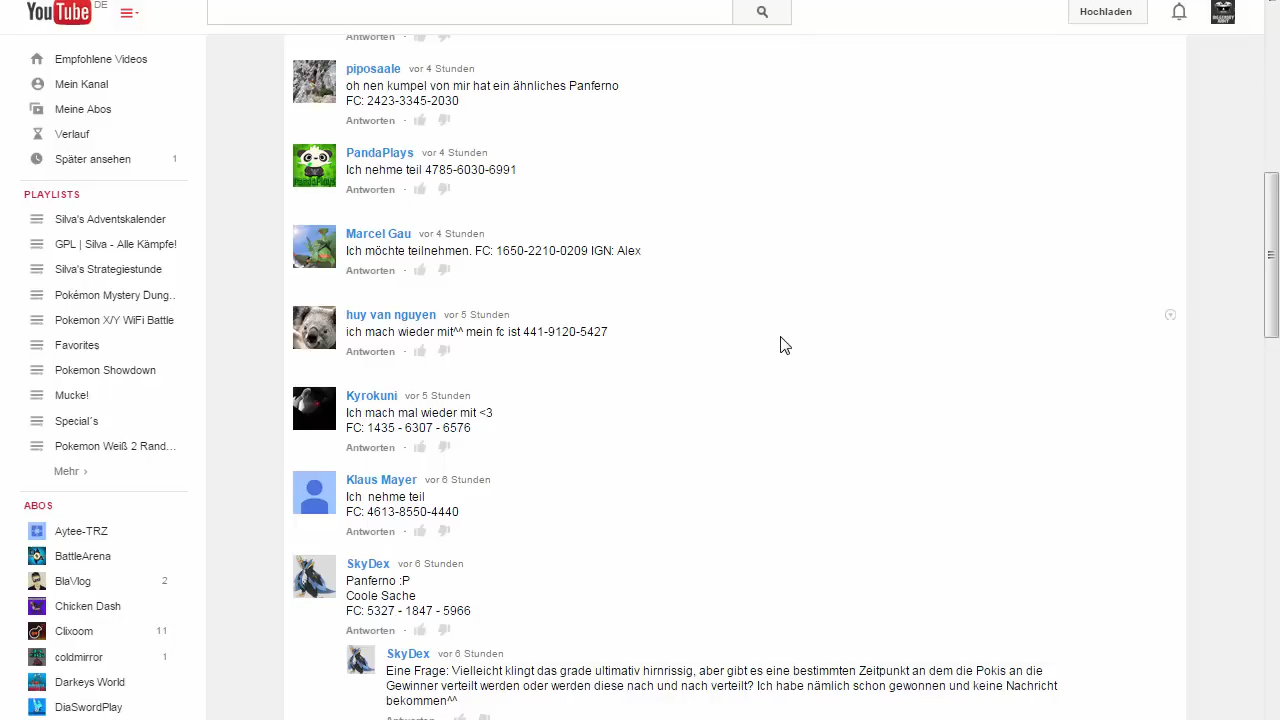 YouTube DE
Hochladen
Empfohlene Videos
Mein Kanal
Meine Abos
Verlauf
Später ansehen 1
PLAYLISTS
Silva's Adventskalender
GPL | Silva - Alle Kämpfe!
Silva's Strategiestunde
Pokémon Mystery Dung..
Pokemon X/Y WiFi Battle
Favorites
Pokemon Showdown
Mucke!
Special´s
Pokemon Weiß 2 Rand...
Mehr ›
ABOS
Aytee-TRZ
BattleArena
BlaVlog 2
Chicken Dash
Clixoom 11
coldmirror 1
Darkeys World
DiaSwordPlay
Antworten ·
piposaale vor 4 Stunden
oh nen kumpel von mir hat ein ähnliches Panferno
FC: 2423-3345-2030
Antworten ·
PandaPlays vor 4 Stunden
Ich nehme teil 4785-6030-6991
Antworten ·
PandaPlays
Marcel Gau vor 4 Stunden
Ich möchte teilnehmen. FC: 1650-2210-0209 IGN: Alex
Antworten ·
huy van nguyen vor 5 Stunden
ich mach wieder mit^^ mein fc ist 441-9120-5427
Antworten ·
Kyrokuni vor 5 Stunden
Ich mach mal wieder mit <3
FC: 1435 - 6307 - 6576
Antworten ·
Klaus Mayer vor 6 Stunden
Ich nehme teil
FC: 4613-8550-4440
Antworten ·
SkyDex vor 6 Stunden
Panferno :P
Coole Sache
FC: 5327 - 1847 - 5966
Antworten ·
SkyDex vor 6 Stunden
Eine Frage: Vielleicht klingt das grade ultimativ hirnrissig, aber gibt es eine bestimmten Zeitpunkt an dem die Pokis an die
Gewinner verteilt werden oder werden diese nach und nach verteilt? Ich habe nämlich schon gewonnen und keine Nachricht
bekommen^^
Antworten ·